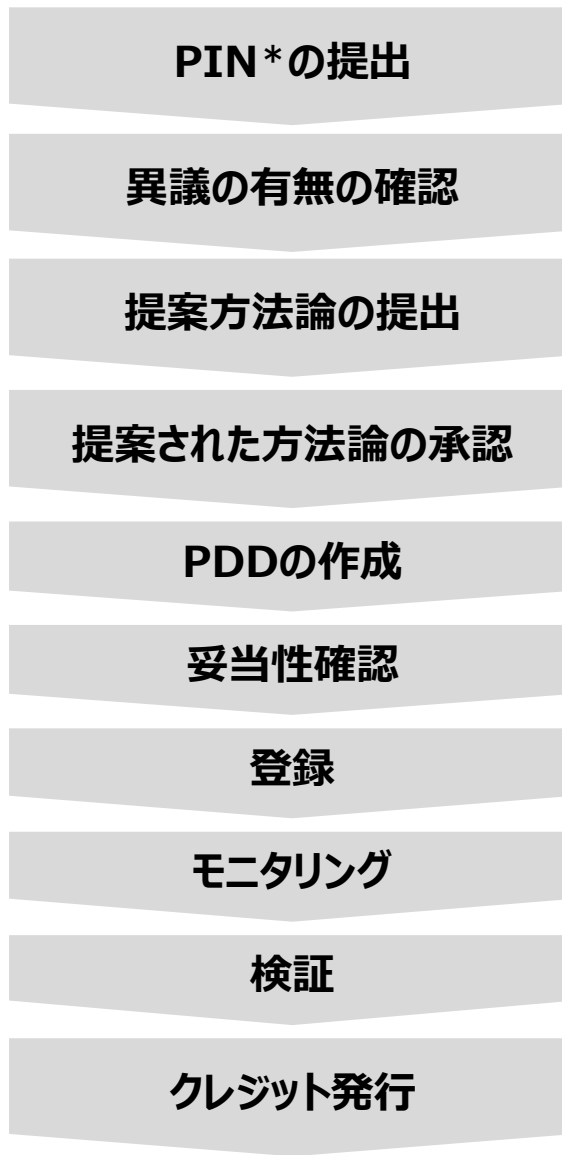 PIN*の提出
異議の有無の確認
提案方法論の提出
提案された方法論の承認
PDDの作成
妥当性確認
登録
モニタリング
検証
クレジット発行